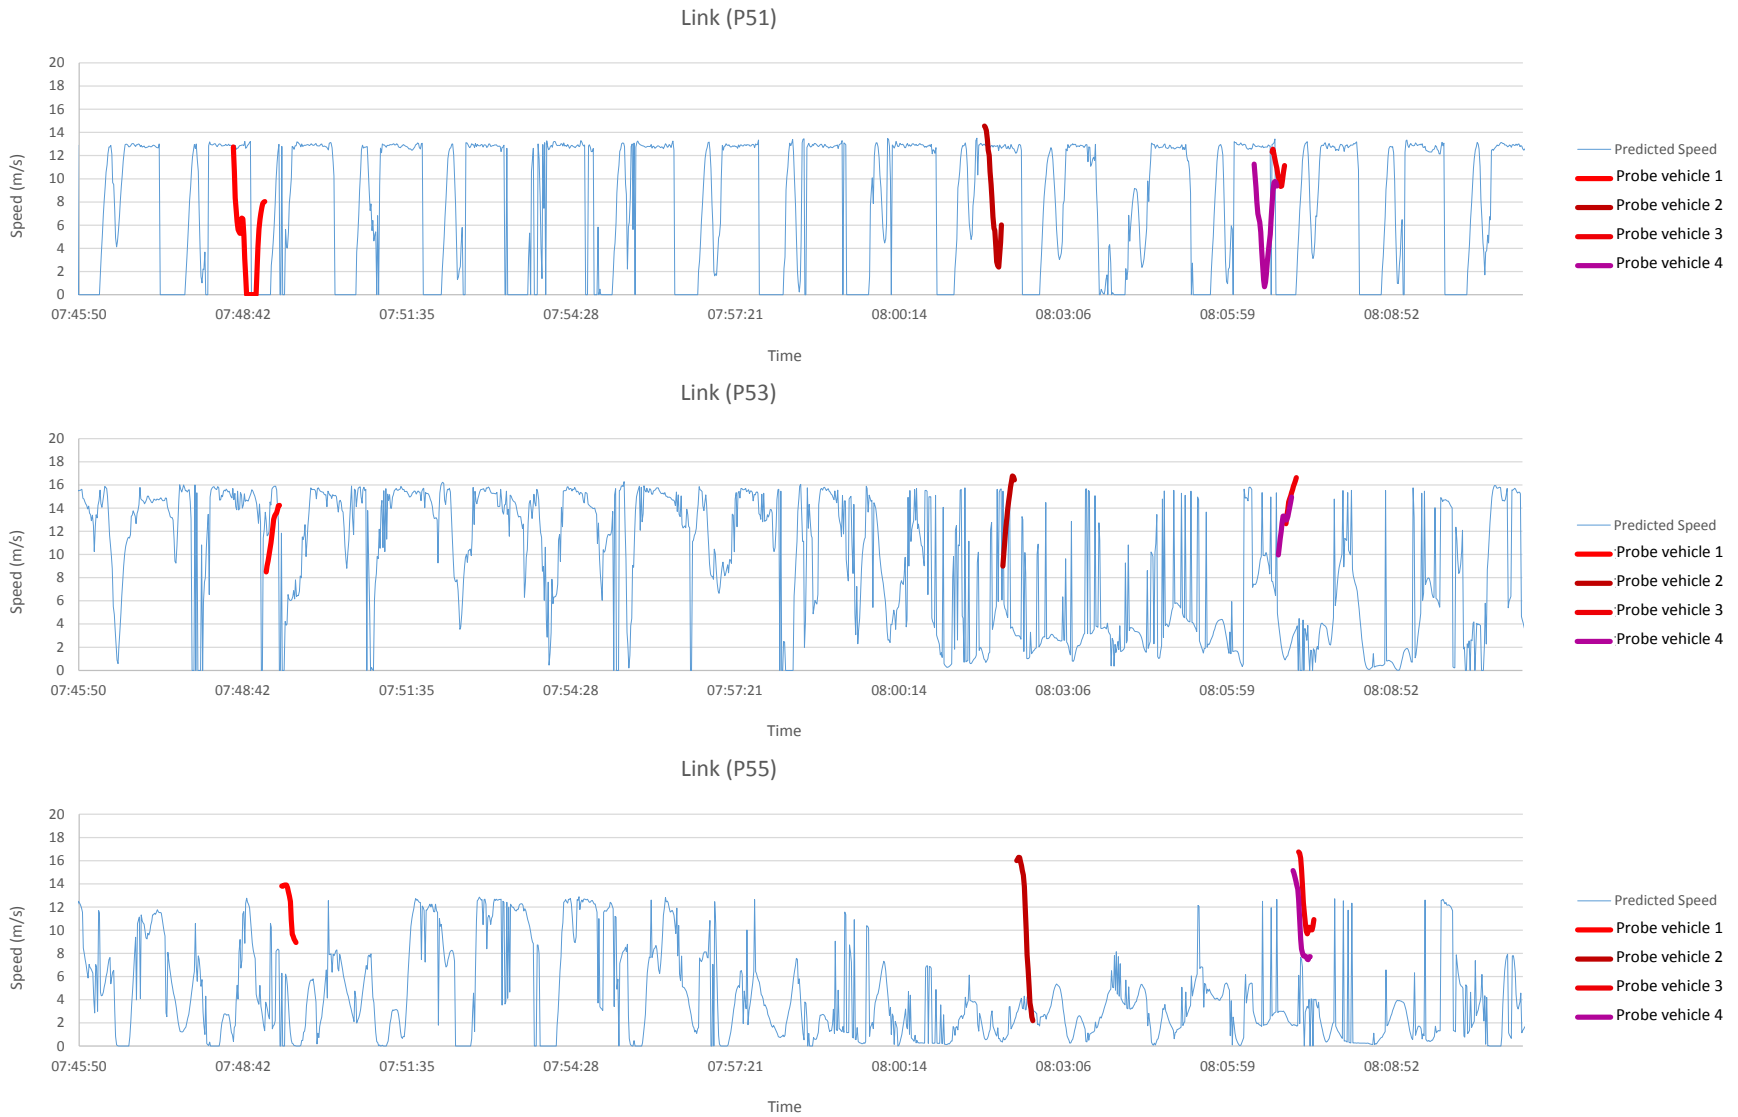 Link (P51)
20
18
16
14
12
10
8
6
4
2
0
Speed (m/s)
07:45:50 07:48:42 07:51:35 07:54:28 07:57:21 08:00:14 08:03:06 08:05:59 08:08:52
Time
Predicted Speed
Probe vehicle 1
Probe vehicle 2
Probe vehicle 3
Probe vehicle 4
Link (P53)
20
18
16
14
12
10
8
6
4
2
0
Speed (m/s)
07:45:50 07:48:42 07:51:35 07:54:28 07:57:21 08:00:14 08:03:06 08:05:59 08:08:52
Time
Predicted Speed
Probe vehicle 1
Probe vehicle 2
Probe vehicle 3
Probe vehicle 4
Link (P55)
20
18
16
14
12
10
8
6
4
2
0
Speed (m/s)
07:45:50 07:48:42 07:51:35 07:54:28 07:57:21 08:00:14 08:03:06 08:05:59 08:08:52
Time
Predicted Speed
Probe vehicle 1
Probe vehicle 2
Probe vehicle 3
Probe vehicle 4